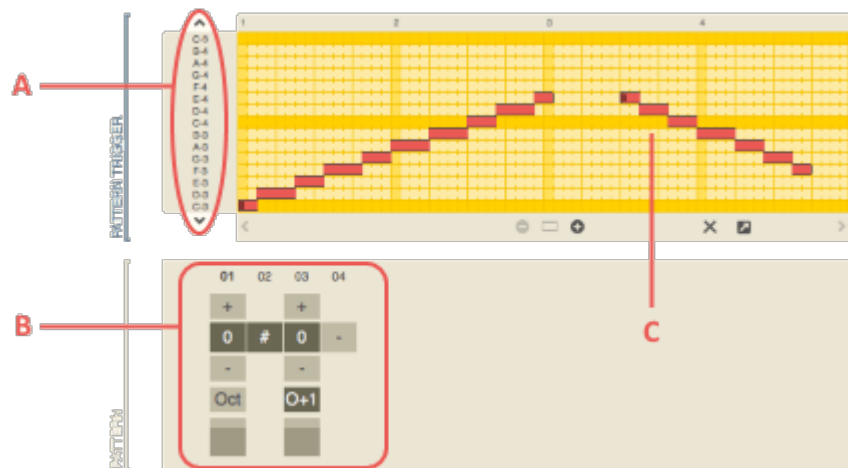 1 2 3 4
C-5
B-4
A-4
G-4
F-4
E-4
D-4
C-4
B-3
A-3
G-3
F-3
E-3
D-3
C-3
A
PATTERN TRIGGER
C
B
01 02 03 04
+ +
0 # 0 -
- -
Oct O+1
PATTERN